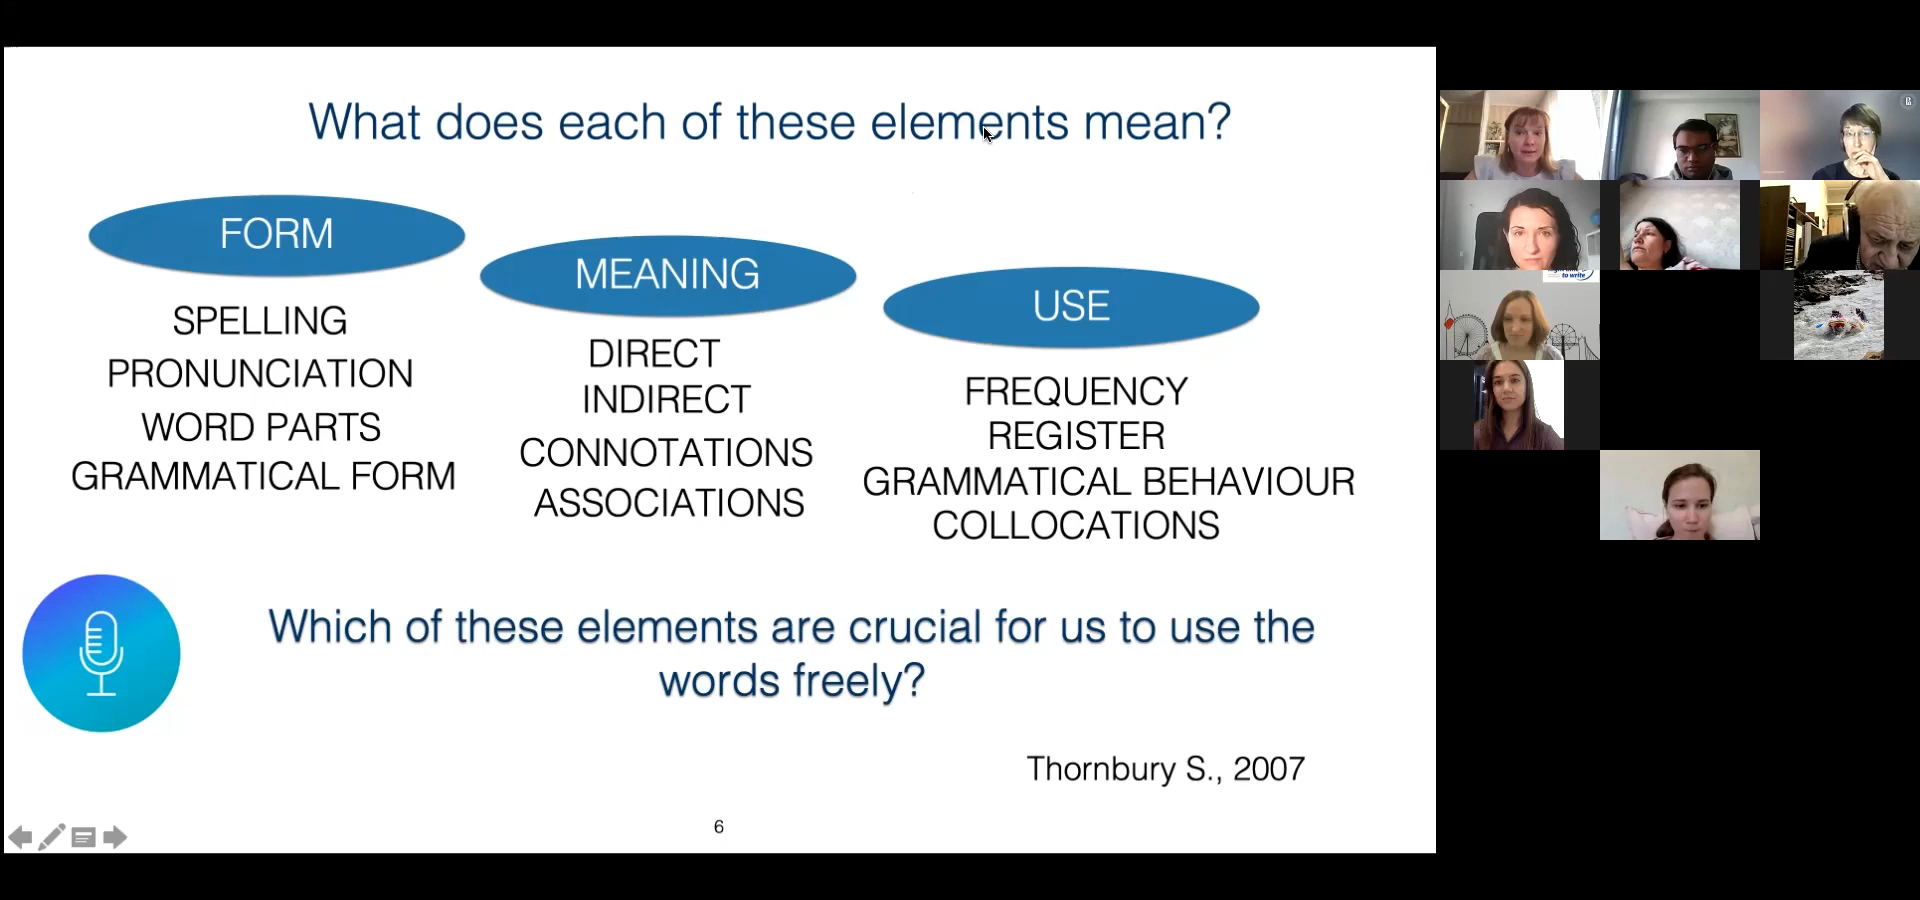 What does each of these elements mean?
FORM
SPELLING
PRONUNCIATION
WORD PARTS
GRAMMATICAL FORM
MEANING
DIRECT
INDIRECT
CONNOTATIONS
ASSOCIATIONS
USE
FREQUENCY
REGISTER
GRAMMATICAL BEHAVIOUR
COLLOCATIONS
Which of these elements are crucial for us to use the
words freely?
Thornbury S., 2007
6
to write